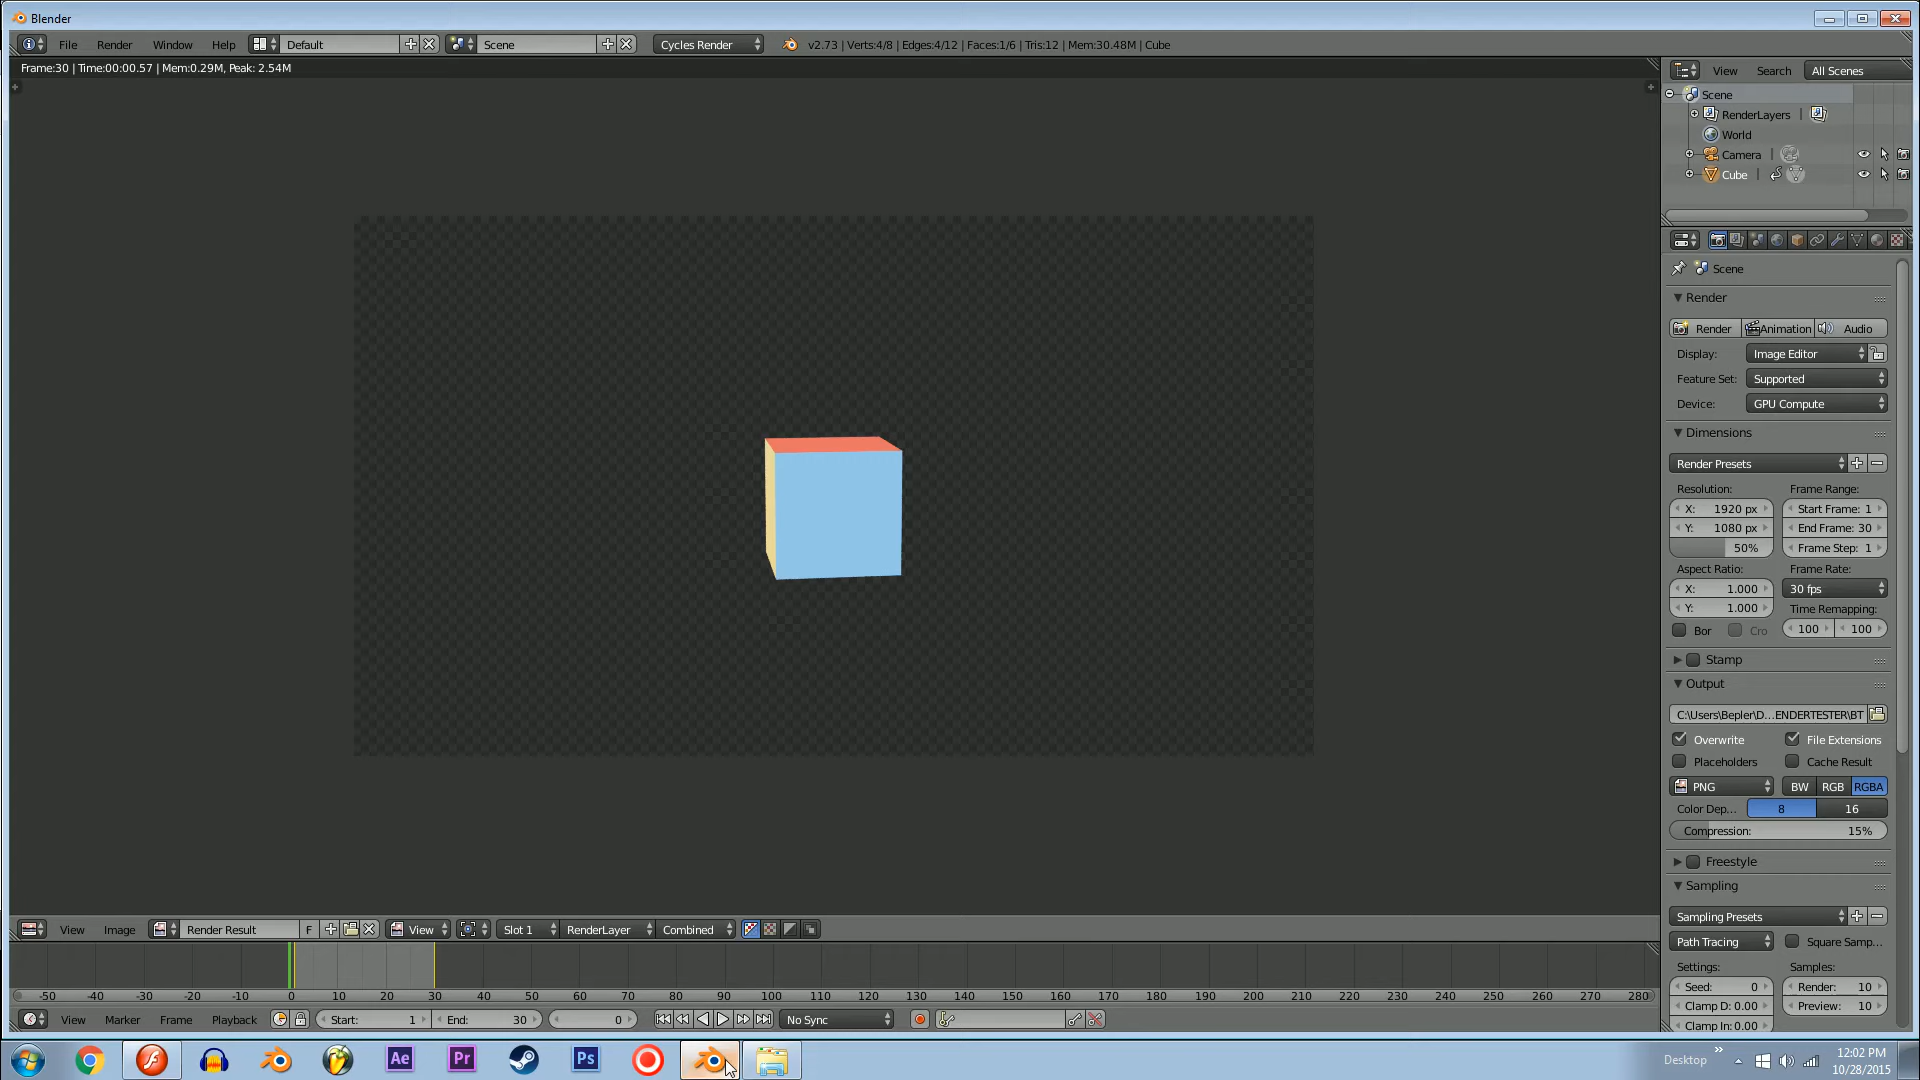 Blender
File Render Window Help Default Scene Cycles Render v2.73 | Verts:4/8 | Edges:4/12 | Faces:1/6 | Tris:12 | Mem:30.48M | Cube
Frame:30 | Time:00:00.57 | Mem:0.29M, Peak: 2.54M
View Search All Scenes
Scene
RenderLayers
World
Camera
Cube
Scene
Render
Render Animation Audio
Display: Image Editor
Feature Set: Supported
Device: GPU Compute
Dimensions
Render Presets
Resolution: Frame Range:
X: 1920 px Start Frame: 1
Y: 1080 px End Frame: 30
50% Frame Step: 1
Aspect Ratio: Frame Rate:
X: 1.000 30 fps
Y: 1.000 Time Remapping:
Bor Cro 100 100
Stamp
Output
C:\Users\Bepler\D...ENDERTESTER\BT
Overwrite File Extensions
Placeholders Cache Result
PNG BW RGB RGBA
Color Dep... 8 16
Compression: 15%
Freestyle
Sampling
Sampling Presets
Path Tracing Square Samp...
Settings: Samples:
Seed: 0 Render: 10
Clamp D: 0.00 Preview: 10
Clamp In: 0.00
View Image Render Result F View Slot 1 RenderLayer Combined
-50 -40 -30 -20 -10 0 10 20 30 40 50 60 70 80 90 100 110 120 130 140 150 160 170 180 190 200 210 220 230 240 250 260 270 280
View Marker Frame Playback Start: 1 End: 30 0 No Sync
Ae Pr Ps Desktop 12:02 PM
10/28/2015